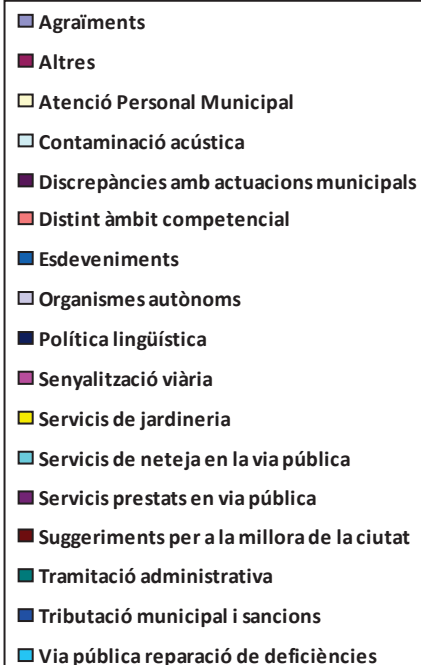 Agraïments
Altres
Atenció Personal Municipal
Contaminació acústica
Discrepàncies amb actuacions municipals
Distint àmbit competencial
Esdeveniments
Organismes autònoms
Política lingüística
Senyalització viària
Servicis de jardineria
Servicis de neteja en la via pública
Servicis prestats en via pública
Suggeriments per a la millora de la ciutat
Tramitació administrativa
Tributació municipal i sancions
Via pública reparació de deficiències